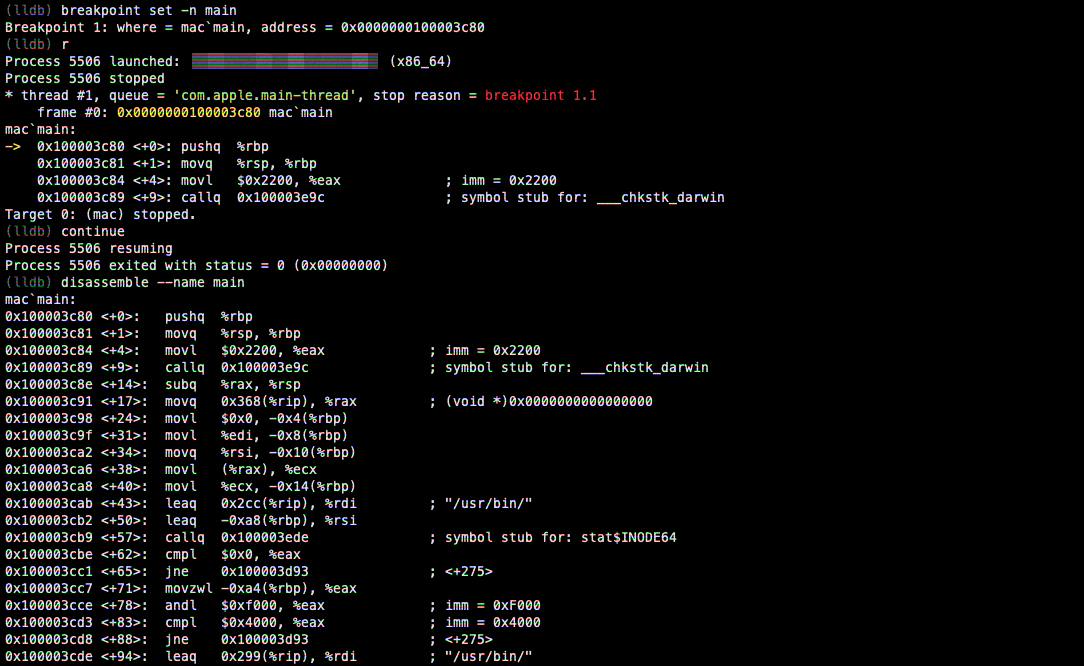 (lldb) breakpoint set -n main
Breakpoint 1: where = mac`main, address = 0x0000000100003c80
(lldb) r
Process 5506 launched: (x86_64)
Process 5506 stopped
* thread #1, queue = 'com.apple.main-thread', stop reason = breakpoint 1.1
    frame #0: 0x0000000100003c80 mac`main
mac`main:
->  0x100003c80 <+0>: pushq  %rbp
    0x100003c81 <+1>: movq   %rsp, %rbp
    0x100003c84 <+4>: movl   $0x2200, %eax             ; imm = 0x2200
    0x100003c89 <+9>: callq  0x100003e9c               ; symbol stub for: ___chkstk_darwin
Target 0: (mac) stopped.
(lldb) continue
Process 5506 resuming
Process 5506 exited with status = 0 (0x00000000)
(lldb) disassemble --name main
mac`main:
0x100003c80 <+0>:   pushq  %rbp
0x100003c81 <+1>:   movq   %rsp, %rbp
0x100003c84 <+4>:   movl   $0x2200, %eax             ; imm = 0x2200
0x100003c89 <+9>:   callq  0x100003e9c               ; symbol stub for: ___chkstk_darwin
0x100003c8e <+14>:  subq   %rax, %rsp
0x100003c91 <+17>:  movq   0x368(%rip), %rax         ; (void *)0x0000000000000000
0x100003c98 <+24>:  movl   $0x0, -0x4(%rbp)
0x100003c9f <+31>:  movl   %edi, -0x8(%rbp)
0x100003ca2 <+34>:  movq   %rsi, -0x10(%rbp)
0x100003ca6 <+38>:  movl   (%rax), %ecx
0x100003ca8 <+40>:  movl   %ecx, -0x14(%rbp)
0x100003cab <+43>:  leaq   0x2cc(%rip), %rdi         ; "/usr/bin/"
0x100003cb2 <+50>:  leaq   -0xa8(%rbp), %rsi
0x100003cb9 <+57>:  callq  0x100003ede               ; symbol stub for: stat$INODE64
0x100003cbe <+62>:  cmpl   $0x0, %eax
0x100003cc1 <+65>:  jne    0x100003d93               ; <+275>
0x100003cc7 <+71>:  movzwl -0xa4(%rbp), %eax
0x100003cce <+78>:  andl   $0xf000, %eax             ; imm = 0xF000
0x100003cd3 <+83>:  cmpl   $0x4000, %eax             ; imm = 0x4000
0x100003cd8 <+88>:  jne    0x100003d93               ; <+275>
0x100003cde <+94>:  leaq   0x299(%rip), %rdi         ; "/usr/bin/"